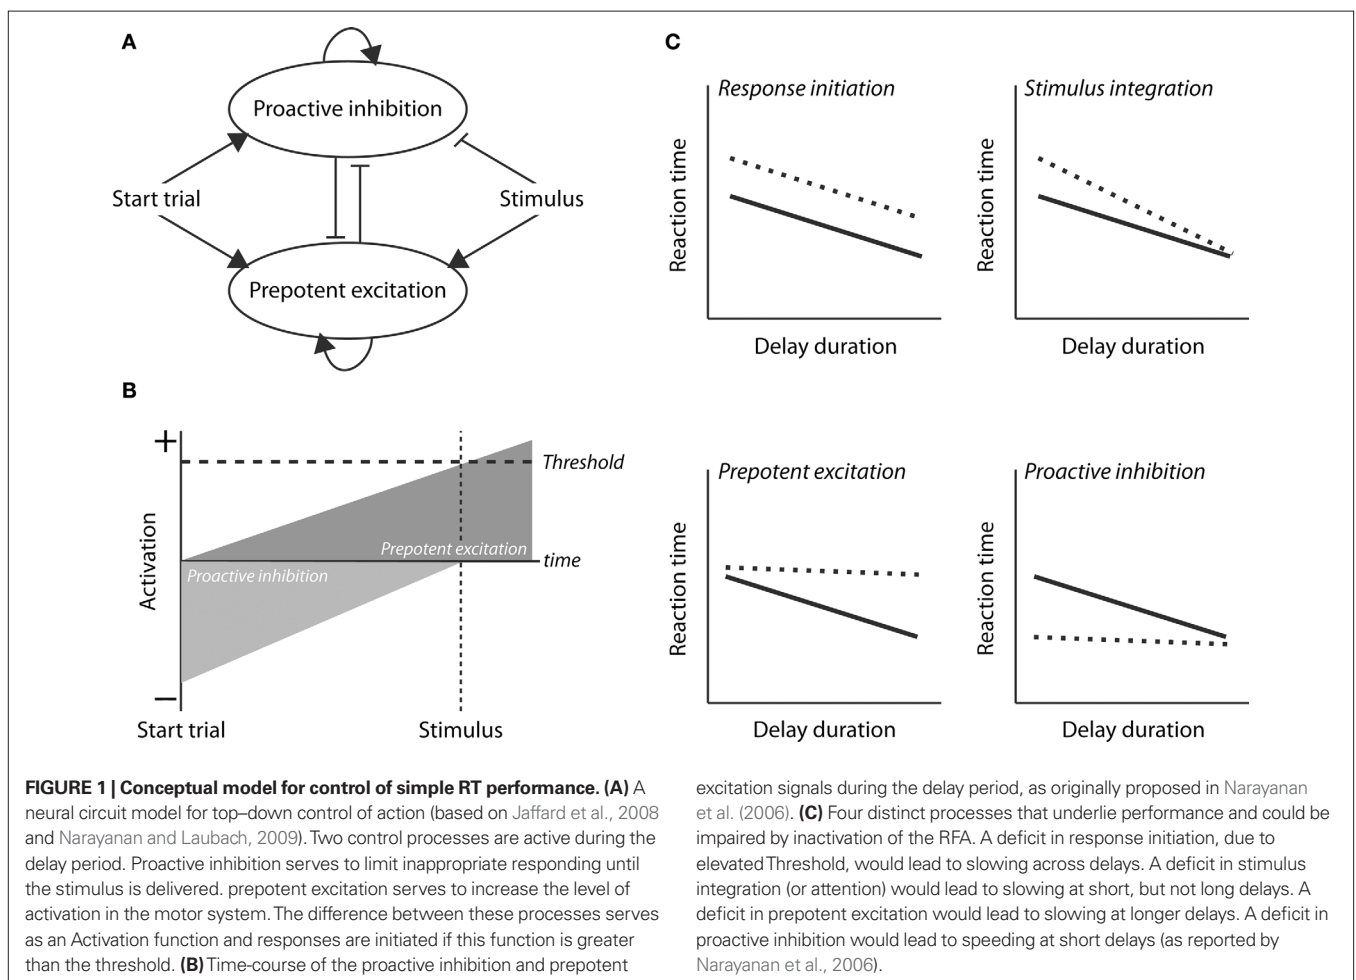 A
Proactive inhibition
Start trial
Stimulus
Prepotent excitation
B
+
Threshold
Activation
Prepotent excitation
time
Proactive inhibition
−
Start trial
Stimulus
C
Response initiation
Reaction time
Delay duration
Stimulus integration
Reaction time
Delay duration
Prepotent excitation
Reaction time
Delay duration
Proactive inhibition
Reaction time
Delay duration
FIGURE 1 | Conceptual model for control of simple RT performance. (A) A
neural circuit model for top–down control of action (based on Jaffard et al., 2008
and Narayanan and Laubach, 2009). Two control processes are active during the
delay period. Proactive inhibition serves to limit inappropriate responding until
the stimulus is delivered. prepotent excitation serves to increase the level of
activation in the motor system. The difference between these processes serves
as an Activation function and responses are initiated if this function is greater
than the threshold. (B) Time-course of the proactive inhibition and prepotent
excitation signals during the delay period, as originally proposed in Narayanan
et al. (2006). (C) Four distinct processes that underlie performance and could be
impaired by inactivation of the RFA. A deficit in response initiation, due to
elevated Threshold, would lead to slowing across delays. A deficit in stimulus
integration (or attention) would lead to slowing at short, but not long delays. A
deficit in prepotent excitation would lead to slowing at longer delays. A deficit in
proactive inhibition would lead to speeding at short delays (as reported by
Narayanan et al., 2006).